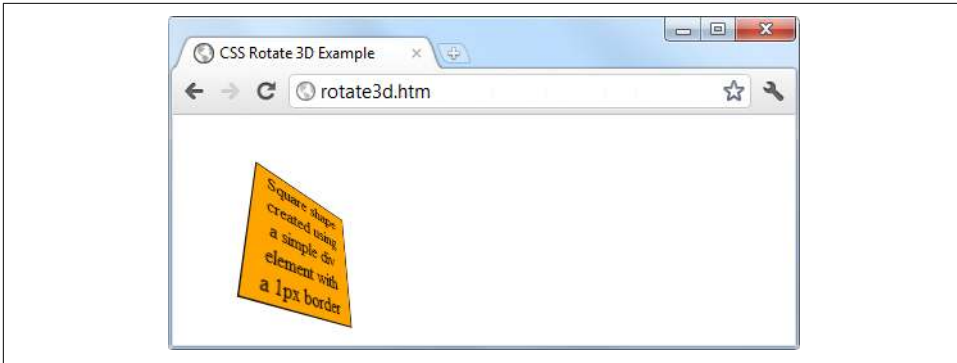 CSS Rotate 3D Example
rotate3d.htm
Square shape
created using
a simple div
element with
a 1px border